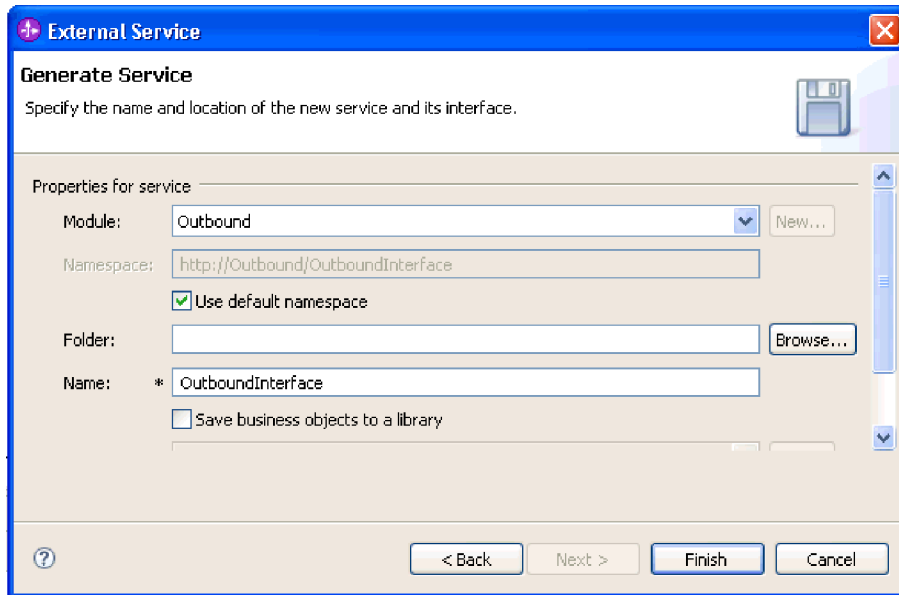 External Service
Generate Service
Specify the name and location of the new service and its interface.
Properties for service
Module: Outbound New...
Namespace: http://Outbound/OutboundInterface
Use default namespace
Folder: Browse...
Name: * OutboundInterface
Save business objects to a library
? < Back Next > Finish Cancel